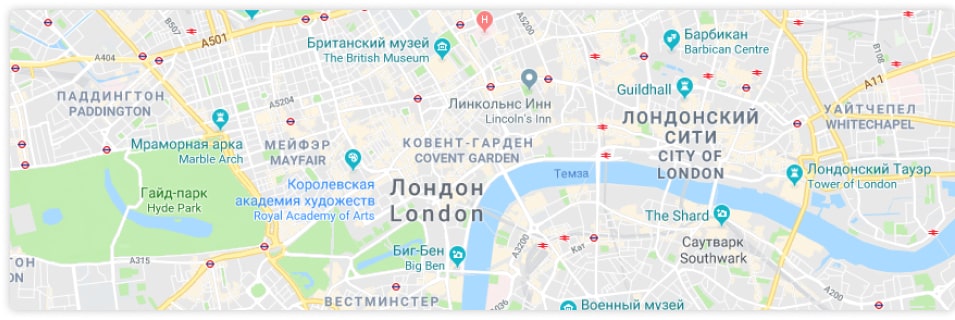 A501
A404
Британский музей
The British Museum
Барбикан
Barbican Centre
B108
A11
ПАДДИНГТОН
PADDINGTON
A5204
Линкольнс Инн
Lincoln's Inn
Guildhall
ЛОНДОНСКИЙ
СИТИ
CITY OF
LONDON
УАЙТЧЕПЕЛ
WHITECHAPEL
Мраморная арка
Marble Arch
МЕЙФЭР
MAYFAIR
КОВЕНТ-ГАРДЕН
COVENT GARDEN
Темза
Лондонский Тауэр
Tower of London
Гайд-парк
Hyde Park
Королевская
академия художеств
Royal Academy of Arts
Лондон
London
The Shard
Саутварк
Southwark
A3200
Кат
Биг-Бен
Big Ben
A315
ТОН
ON
ВЕСТМИНСТЕР
Военный музей
A200